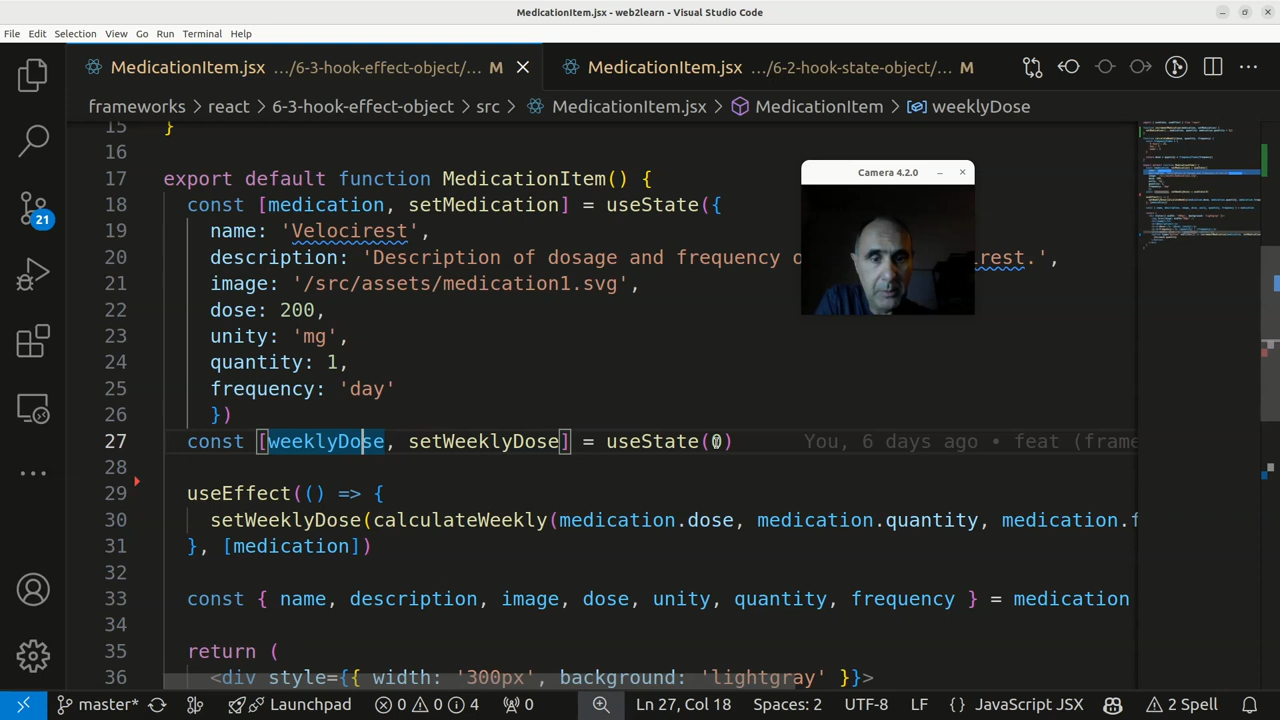 MedicationItem.jsx - web2learn - Visual Studio Code
File Edit Selection View Go Run Terminal Help
MedicationItem.jsx .../6-3-hook-effect-object/... M MedicationItem.jsx .../6-2-hook-state-object/... M
frameworks > react > 6-3-hook-effect-object > src > MedicationItem.jsx > MedicationItem > weeklyDose
15 }
16
Camera 4.2.0
17 export default function MedicationItem() {
18 const [medication, setMedication] = useState({
19 name: 'Velocirest',
20 description: 'Description of dosage and frequency o irest.',
21 image: '/src/assets/medication1.svg',
22 dose: 200,
23 unity: 'mg',
24 quantity: 1,
25 frequency: 'day'
26 })
27 const [weeklyDose, setWeeklyDose] = useState(0) You, 6 days ago • feat (frame
28
29 useEffect(() => {
30 setWeeklyDose(calculateWeekly(medication.dose, medication.quantity, medication.f
31 }, [medication])
32
33 const { name, description, image, dose, unity, quantity, frequency } = medication
34
35 return (
36 <div style={{ width: '300px', background: 'lightgray' }}>
21
master* Launchpad 0 0 4 0 Ln 27, Col 18 Spaces: 2 UTF-8 LF {} JavaScript JSX 2 Spell